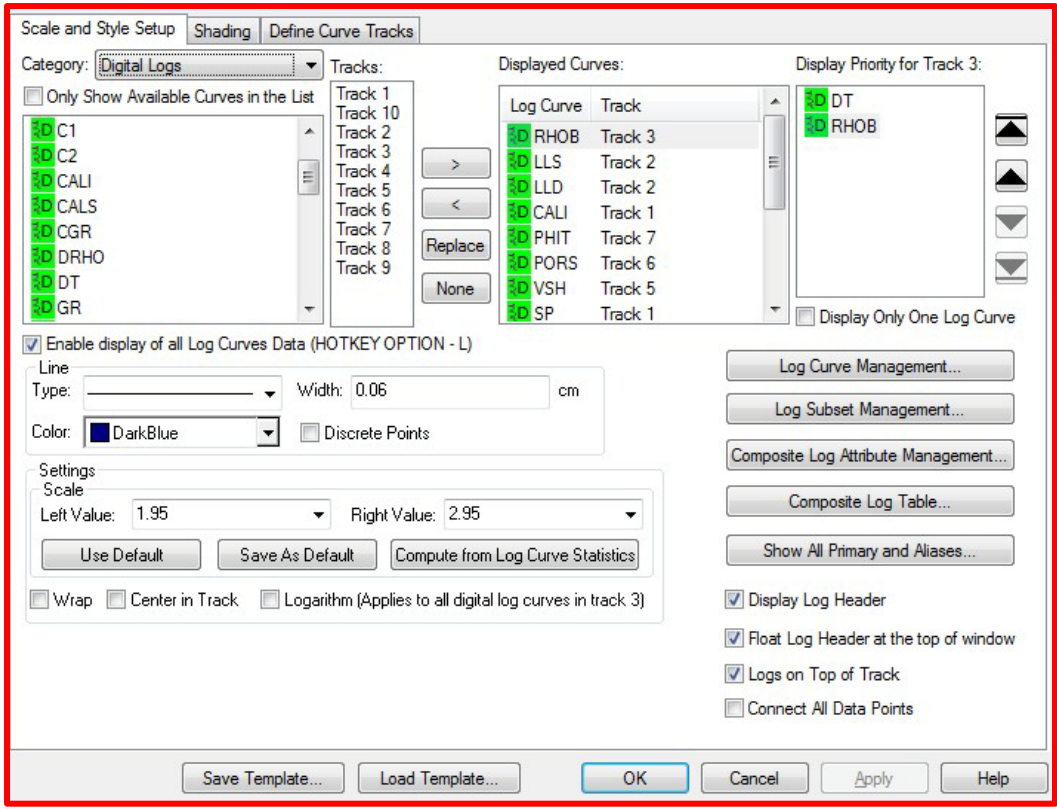 Scale and Style Setup Shading Define Curve Tracks
Category: Digital Logs
Only Show Available Curves in the List
D C1
D C2
D CALI
D CALS
D CGR
D DRHO
D DT
D GR
Tracks:
Track 1
Track 10
Track 2
Track 3
Track 4
Track 5
Track 6
Track 7
Track 8
Track 9
>
<
Replace
None
Displayed Curves:
Log Curve Track
D RHOB Track 3
D LLS Track 2
D LLD Track 2
D CALI Track 1
D PHIT Track 7
D PORS Track 6
D VSH Track 5
D SP Track 1
Display Priority for Track 3:
D DT
D RHOB
Display Only One Log Curve
Enable display of all Log Curves Data (HOTKEY OPTION - L)
Line
Type: Width: 0.06 cm
Color: DarkBlue Discrete Points
Settings
Scale
Left Value: 1.95 Right Value: 2.95
Use Default Save As Default Compute from Log Curve Statistics
Wrap Center in Track Logarithm (Applies to all digital log curves in track 3)
Log Curve Management...
Log Subset Management...
Composite Log Attribute Management...
Composite Log Table...
Show All Primary and Aliases...
Display Log Header
Float Log Header at the top of window
Logs on Top of Track
Connect All Data Points
Save Template... Load Template... OK Cancel Apply Help